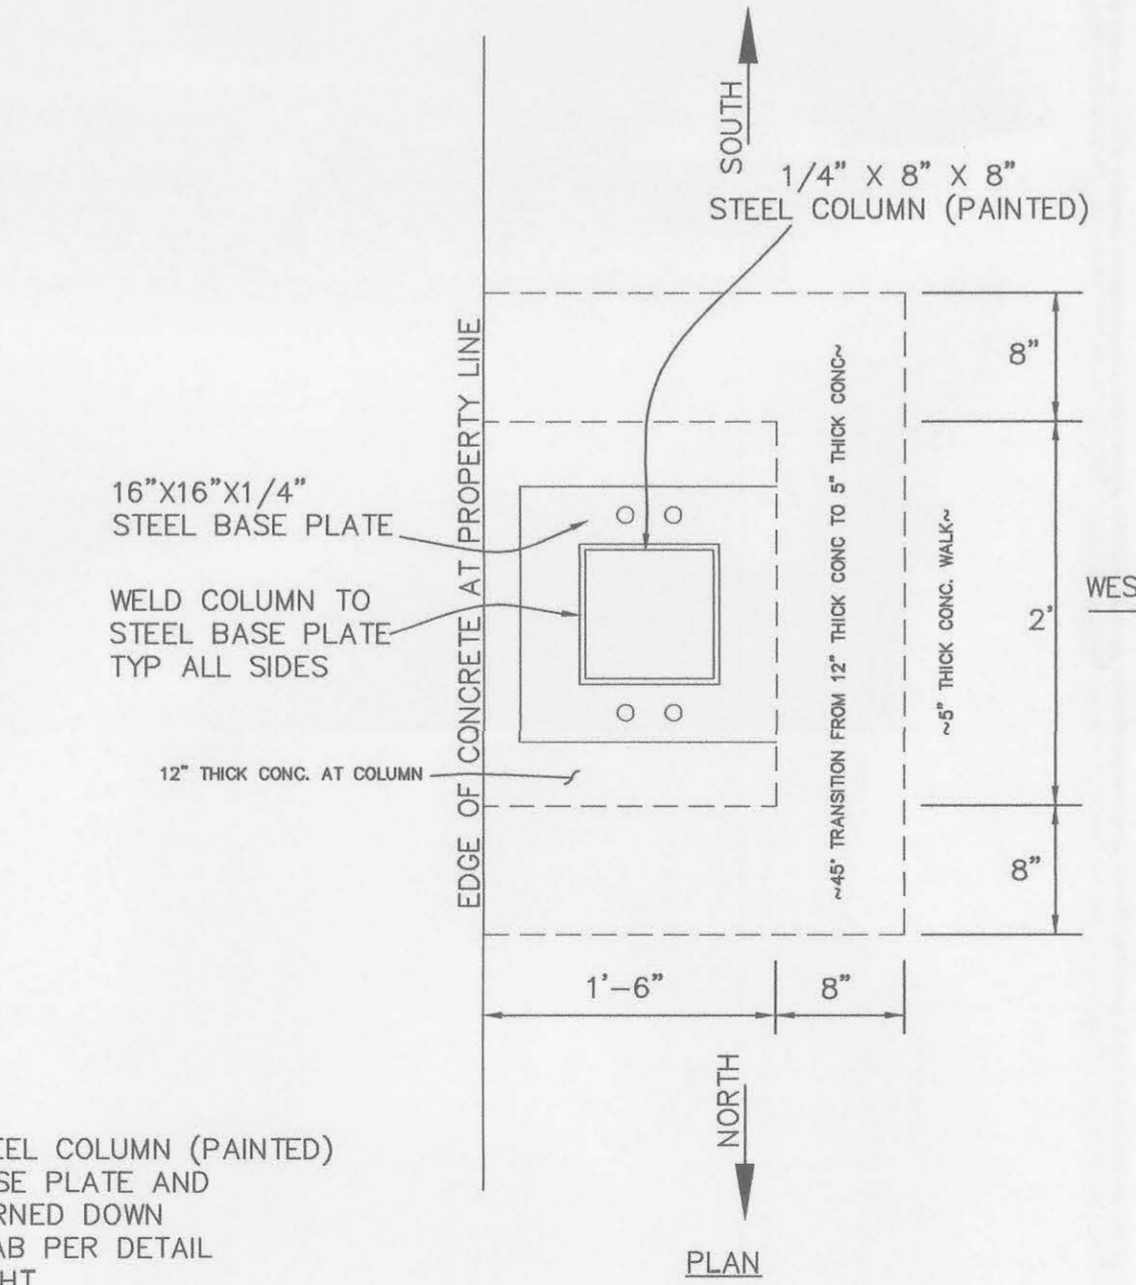 SOUTH
1/4" X 8" X 8"
STEEL COLUMN (PAINTED)
EDGE OF CONCRETE AT PROPERTY LINE
16"X16"X1/4"
STEEL BASE PLATE
WELD COLUMN TO
STEEL BASE PLATE
TYP ALL SIDES
12" THICK CONC. AT COLUMN
~45° TRANSITION FROM 12" THICK CONC TO 5" THICK CONC~
~5" THICK CONC. WALK~
8"
2'
8"
WES
1'-6"
8"
NORTH
EEL COLUMN (PAINTED)
SE PLATE AND
RNED DOWN
AB PER DETAIL
HT
PLAN